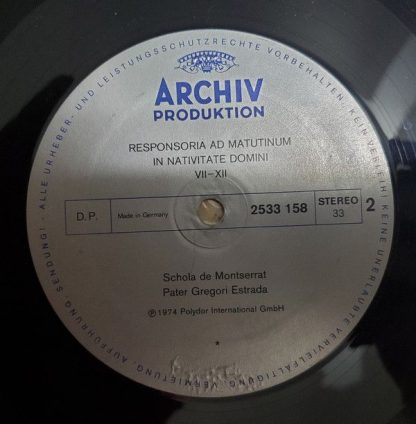 ALLE URHEBER- UND LEISTUNGSSCHUTZRECHTE VORBEHALTEN · KEIN VERLEIH! KEINE UNERLAUBTE VERVIELFÄLTIGUNG, VERMIETUNG, AUFFÜHRUNG, SENDUNG! ·
ARCHIV
PRODUKTION
RESPONSORIA AD MATUTINUM
IN NATIVITATE DOMINI
VII–XII
D.P. Made in Germany 2533 158 STEREO 33 2
Schola de Montserrat
Pater Gregori Estrada
Ⓟ 1974 Polydor International GmbH
*